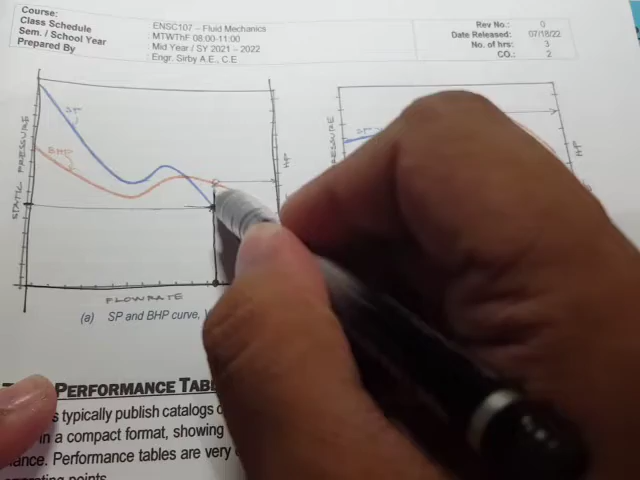 Course:
Class Schedule : ENSC107 – Fluid Mechanics
Sem. / School Year : MTWThF 08:00-11:00
Prepared By : Mid Year / SY 2021 - 2022
Engr. Sirby A.E., C.E
Rev No.: 0
Date Released: 07/18/22
No. of hrs: 3
CO.: 2
STATIC PRESSURE
SP
BHP
HP
FLOWRATE
SP
HP
(a) SP and BHP curve,
PERFORMANCE TAB
s typically publish catalogs
in a compact format, showing
Performance tables are very
operating points